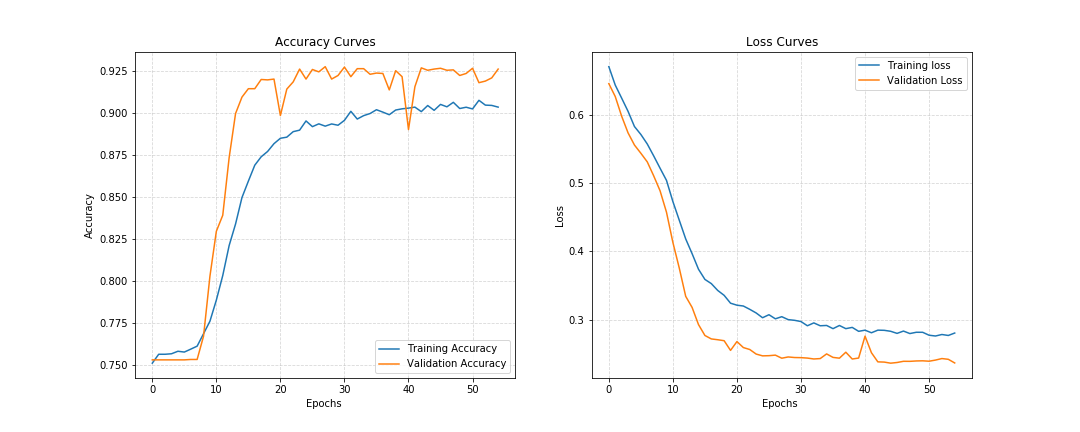 Accuracy Curves
0.925
0.900
0.875
0.850
0.825
0.800
0.775
0.750
Accuracy
0 10 20 30 40 50
Epochs
Training Accuracy
Validation Accuracy
Loss Curves
0.6
0.5
0.4
0.3
Loss
0 10 20 30 40 50
Epochs
Training loss
Validation Loss